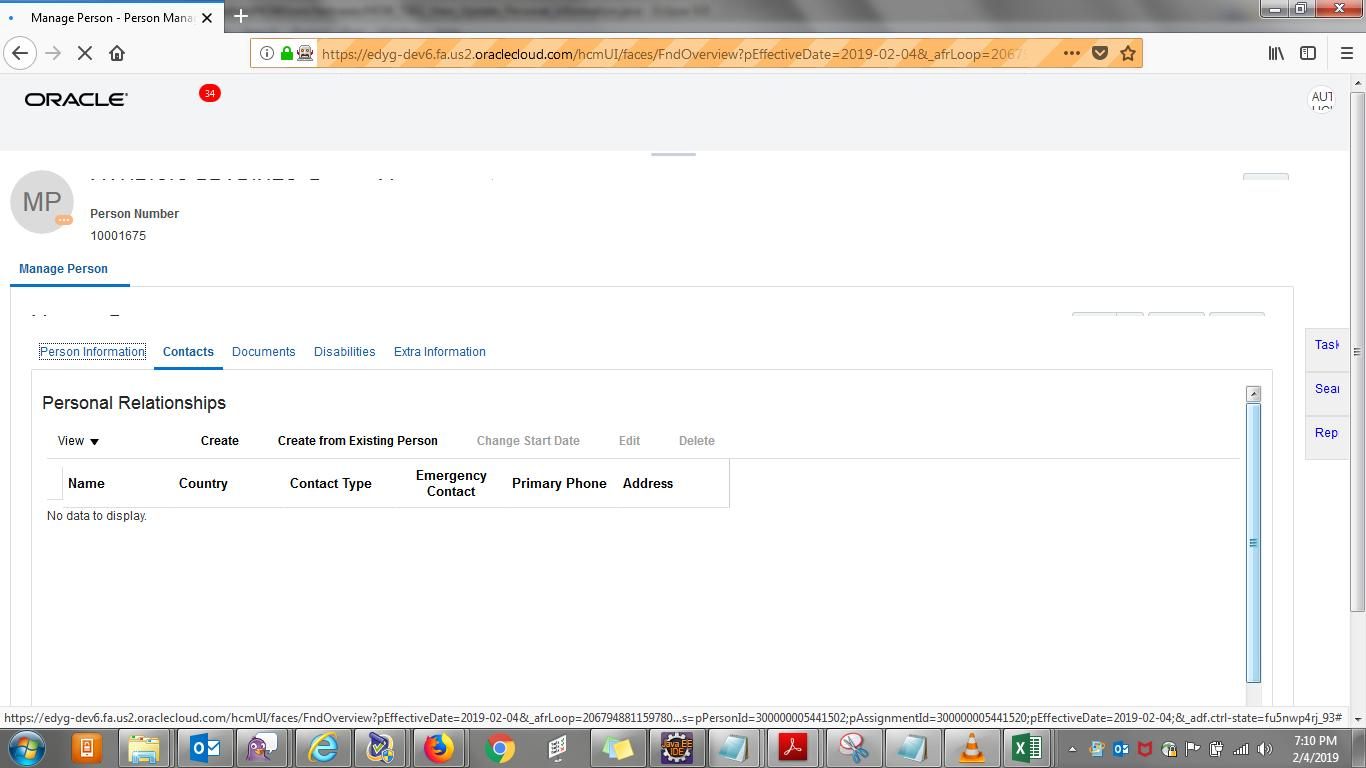 Manage Person - Person Mana
https://edyg-dev6.fa.us2.oraclecloud.com/hcmUI/faces/FndOverview?pEffectiveDate=2019-02-04&_afrLoop=2067
ORACLE
34
AUT
MP
Person Number
10001675
Manage Person
Person Information Contacts Documents Disabilities Extra Information
Task
Sear
Rep
Personal Relationships
View Create Create from Existing Person Change Start Date Edit Delete
Name Country Contact Type Emergency Contact Primary Phone Address
No data to display.
https://edyg-dev6.fa.us2.oraclecloud.com/hcmUI/faces/FndOverview?pEffectiveDate=2019-02-04&_afrLoop=206794881159780...s=pPersonId=300000005441502;pAssignmentId=300000005441520;pEffectiveDate=2019-02-04;&_adf.ctrl-state=fu5nwp4rj_93#
Java EE
IDE
7:10 PM
2/4/2019